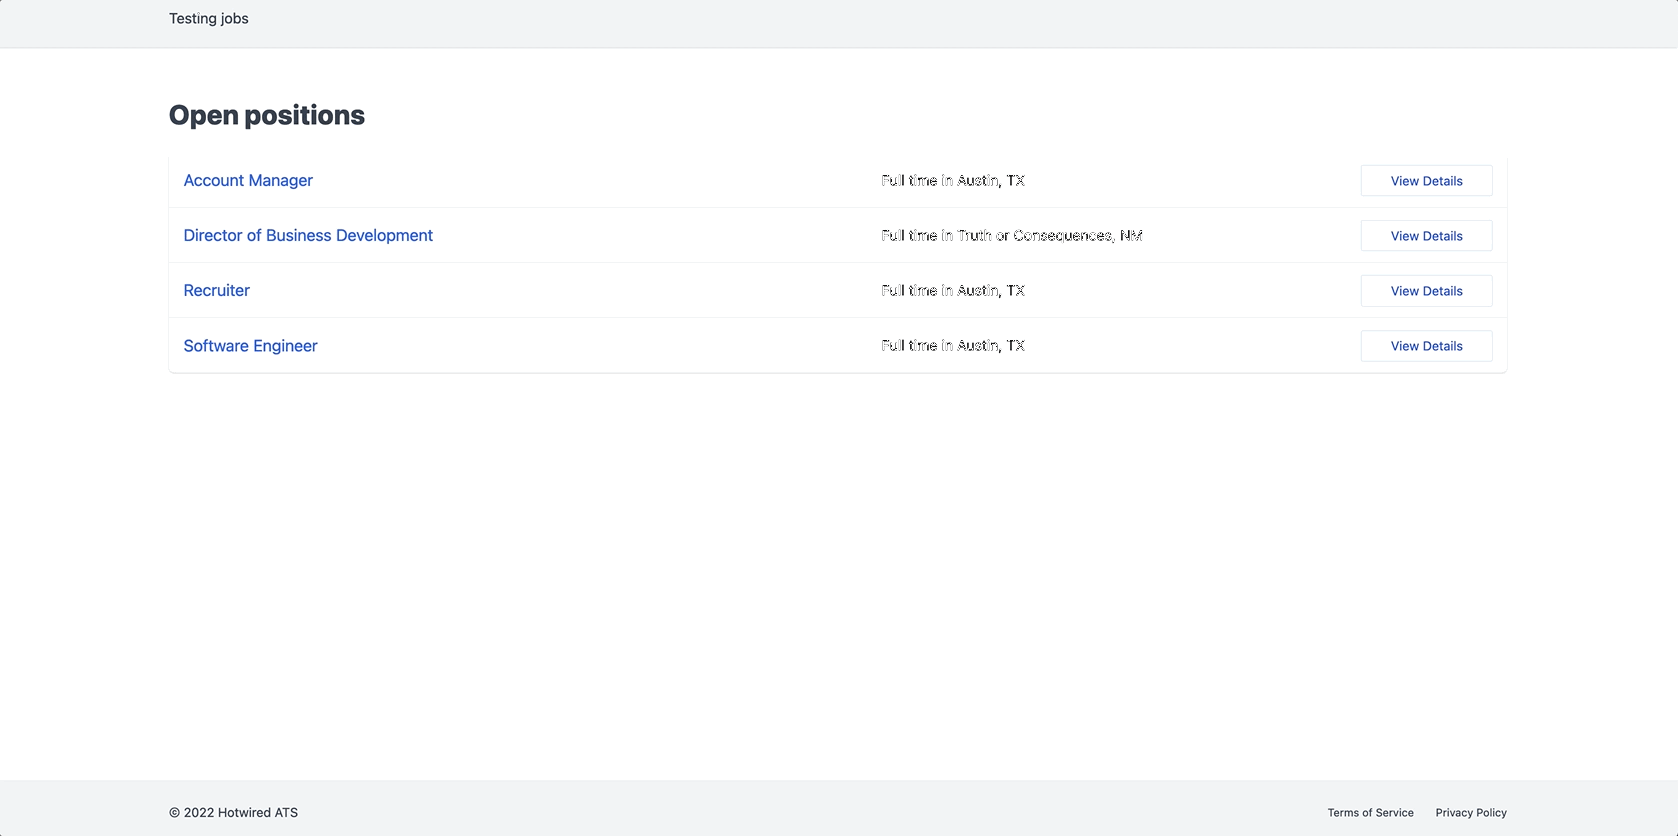 Testing jobs
Open positions
Account Manager Full time in Austin, TX View Details
Director of Business Development Full time in Truth or Consequences, NM View Details
Recruiter Full time in Austin, TX View Details
Software Engineer Full time in Austin, TX View Details
© 2022 Hotwired ATS Terms of Service Privacy Policy